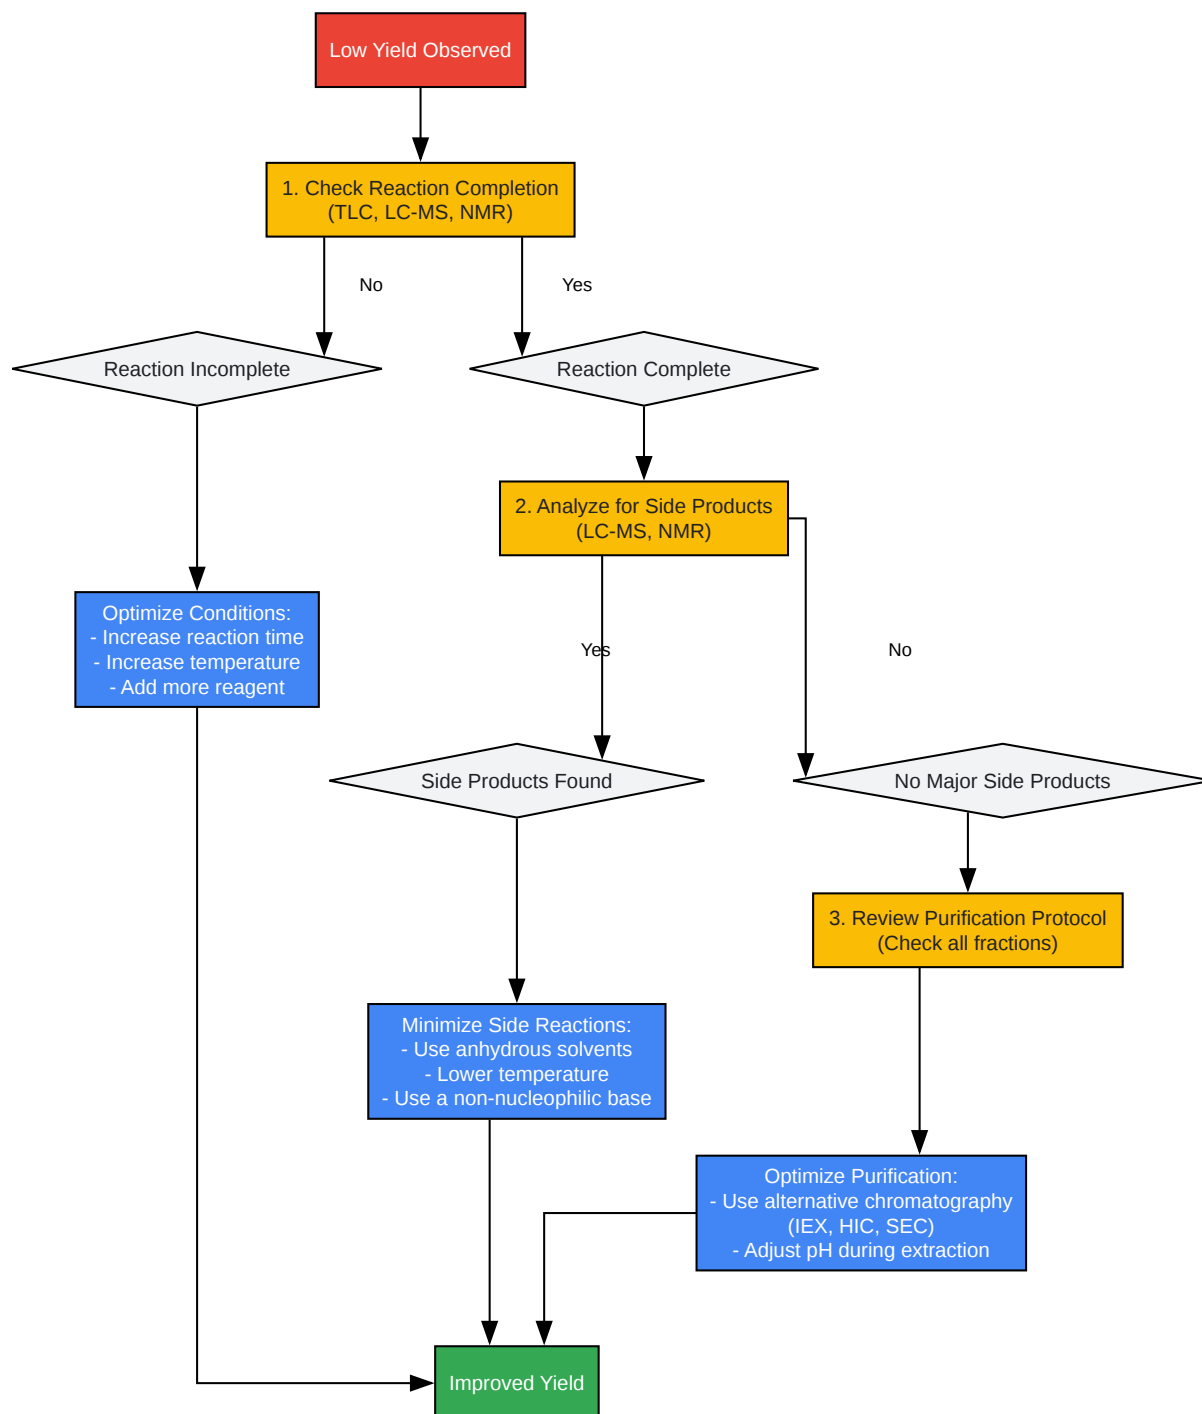 Low Yield Observed
1. Check Reaction Completion
(TLC, LC-MS, NMR)
No
Yes
Reaction Incomplete
Reaction Complete
2. Analyze for Side Products
(LC-MS, NMR)
Optimize Conditions:
- Increase reaction time
- Increase temperature
- Add more reagent
Yes
No
Side Products Found
No Major Side Products
3. Review Purification Protocol
(Check all fractions)
Minimize Side Reactions:
- Use anhydrous solvents
- Lower temperature
- Use a non-nucleophilic base
Optimize Purification:
- Use alternative chromatography
(IEX, HIC, SEC)
- Adjust pH during extraction
Improved Yield